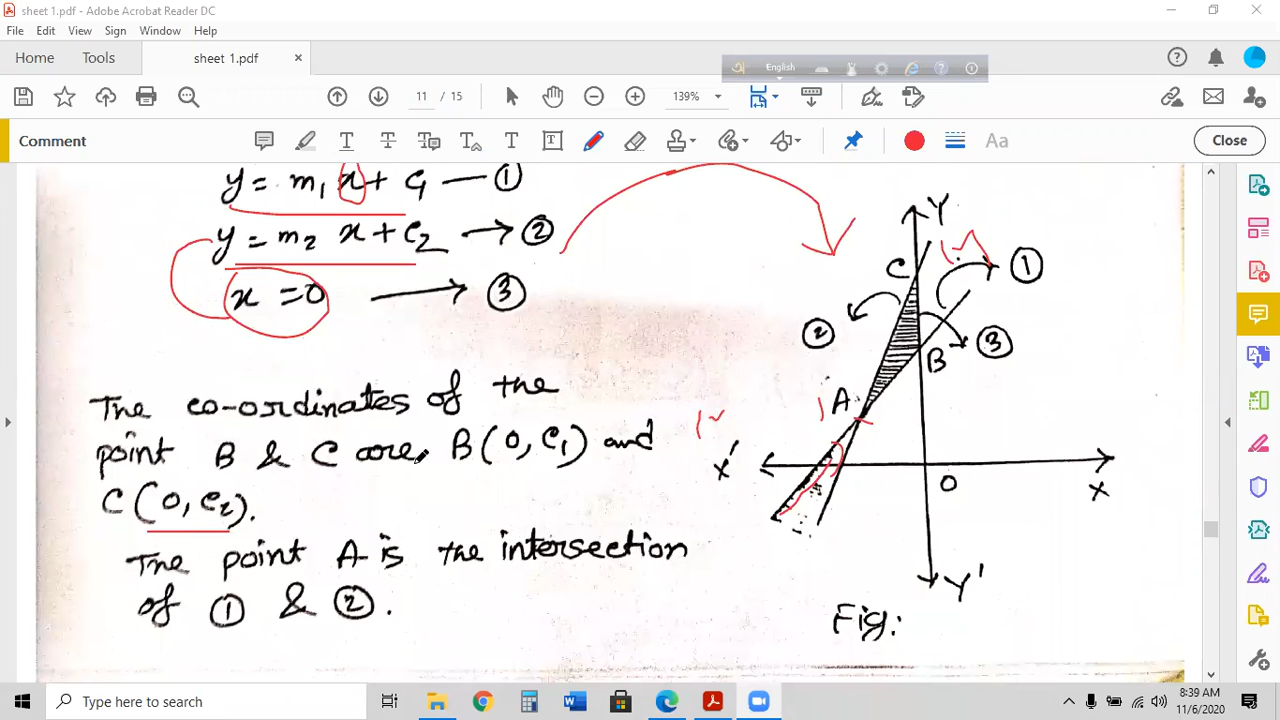 sheet 1.pdf - Adobe Acrobat Reader DC
File Edit View Sign Window Help
Home Tools sheet 1.pdf ×
English
11 / 15
139%
Comment
Close
y = m₁ x + c₁ — ①
y = m₂ x + c₂ → ②
x = 0 → ③
The co-ordinates of the
point B & C are, B(0, c₁) and
C(0, c₂).
The point A is the intersection
of ① & ②.
Y
C
①
②
③
B
A
X'
O
X
Y'
Fig:
Type here to search
8:39 AM
11/6/2020